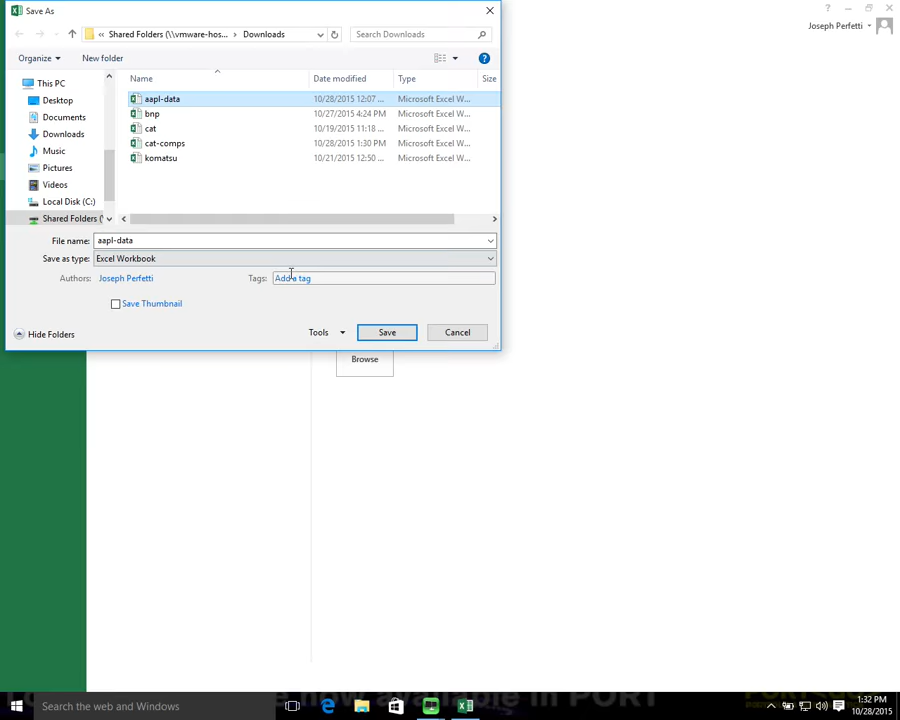 Save As
Joseph Perfetti
« Shared Folders (\\vmware-hos... > Downloads
Search Downloads
Organize
New folder
Name
Date modified
Type
Size
This PC
Desktop
Documents
Downloads
Music
Pictures
Videos
Local Disk (C:)
Shared Folders (\
aapl-data 10/28/2015 12:07 ... Microsoft Excel W...
bnp 10/27/2015 4:24 PM Microsoft Excel W...
cat 10/19/2015 11:18 ... Microsoft Excel W...
cat-comps 10/28/2015 1:30 PM Microsoft Excel W...
komatsu 10/21/2015 12:50 ... Microsoft Excel W...
File name: aapl-data
Save as type: Excel Workbook
Authors: Joseph Perfetti
Tags: Add a tag
Save Thumbnail
Hide Folders
Tools
Save
Cancel
Browse
now available in PORT
Search the web and Windows
1:32 PM
10/28/2015